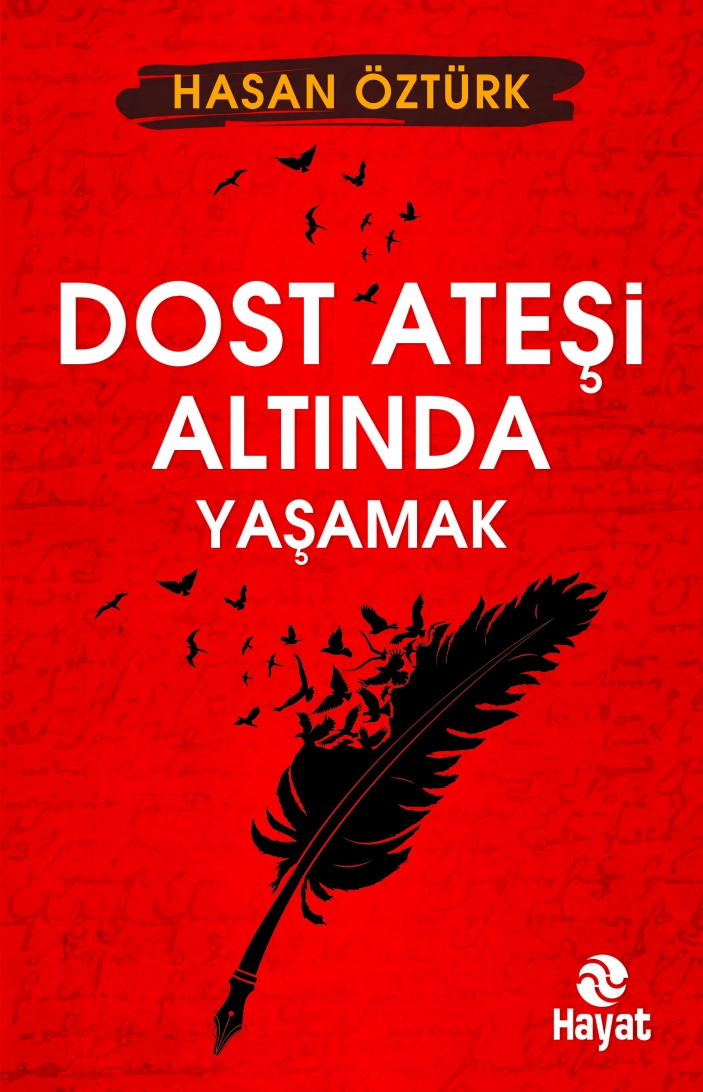 HASAN ÖZTÜRK
DOST ATEŞi
ALTINDA
YAŞAMAK
Hayat